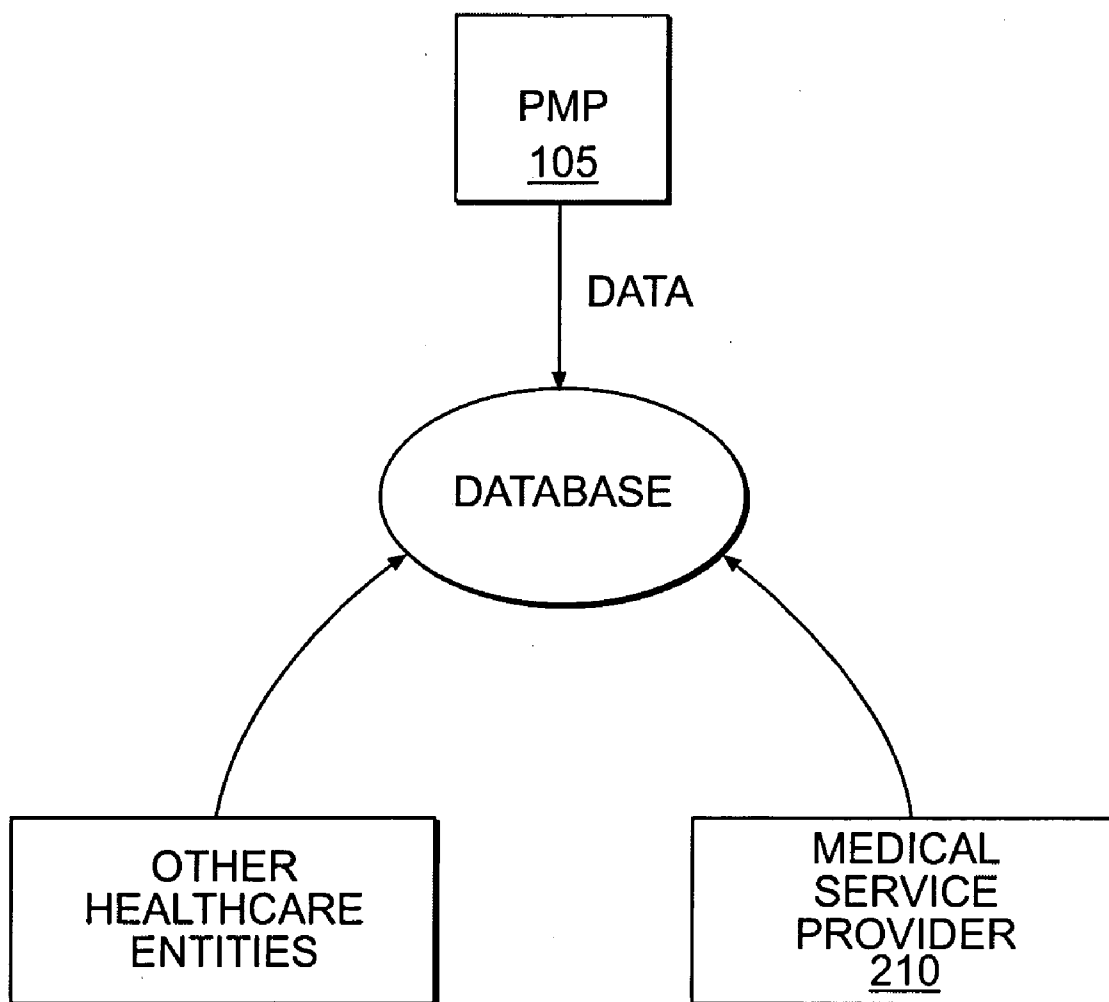 PMP
105
DATA
DATABASE
OTHER
HEALTHCARE
ENTITIES
MEDICAL
SERVICE
PROVIDER
210